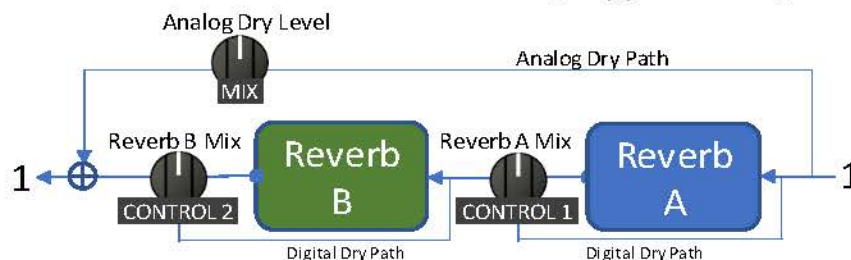 Analog Dry Level
Analog Dry Path
MIX
Reverb B Mix
Reverb A Mix
1
Reverb
B
Reverb
A
1
CONTROL 2
CONTROL 1
Digital Dry Path
Digital Dry Path